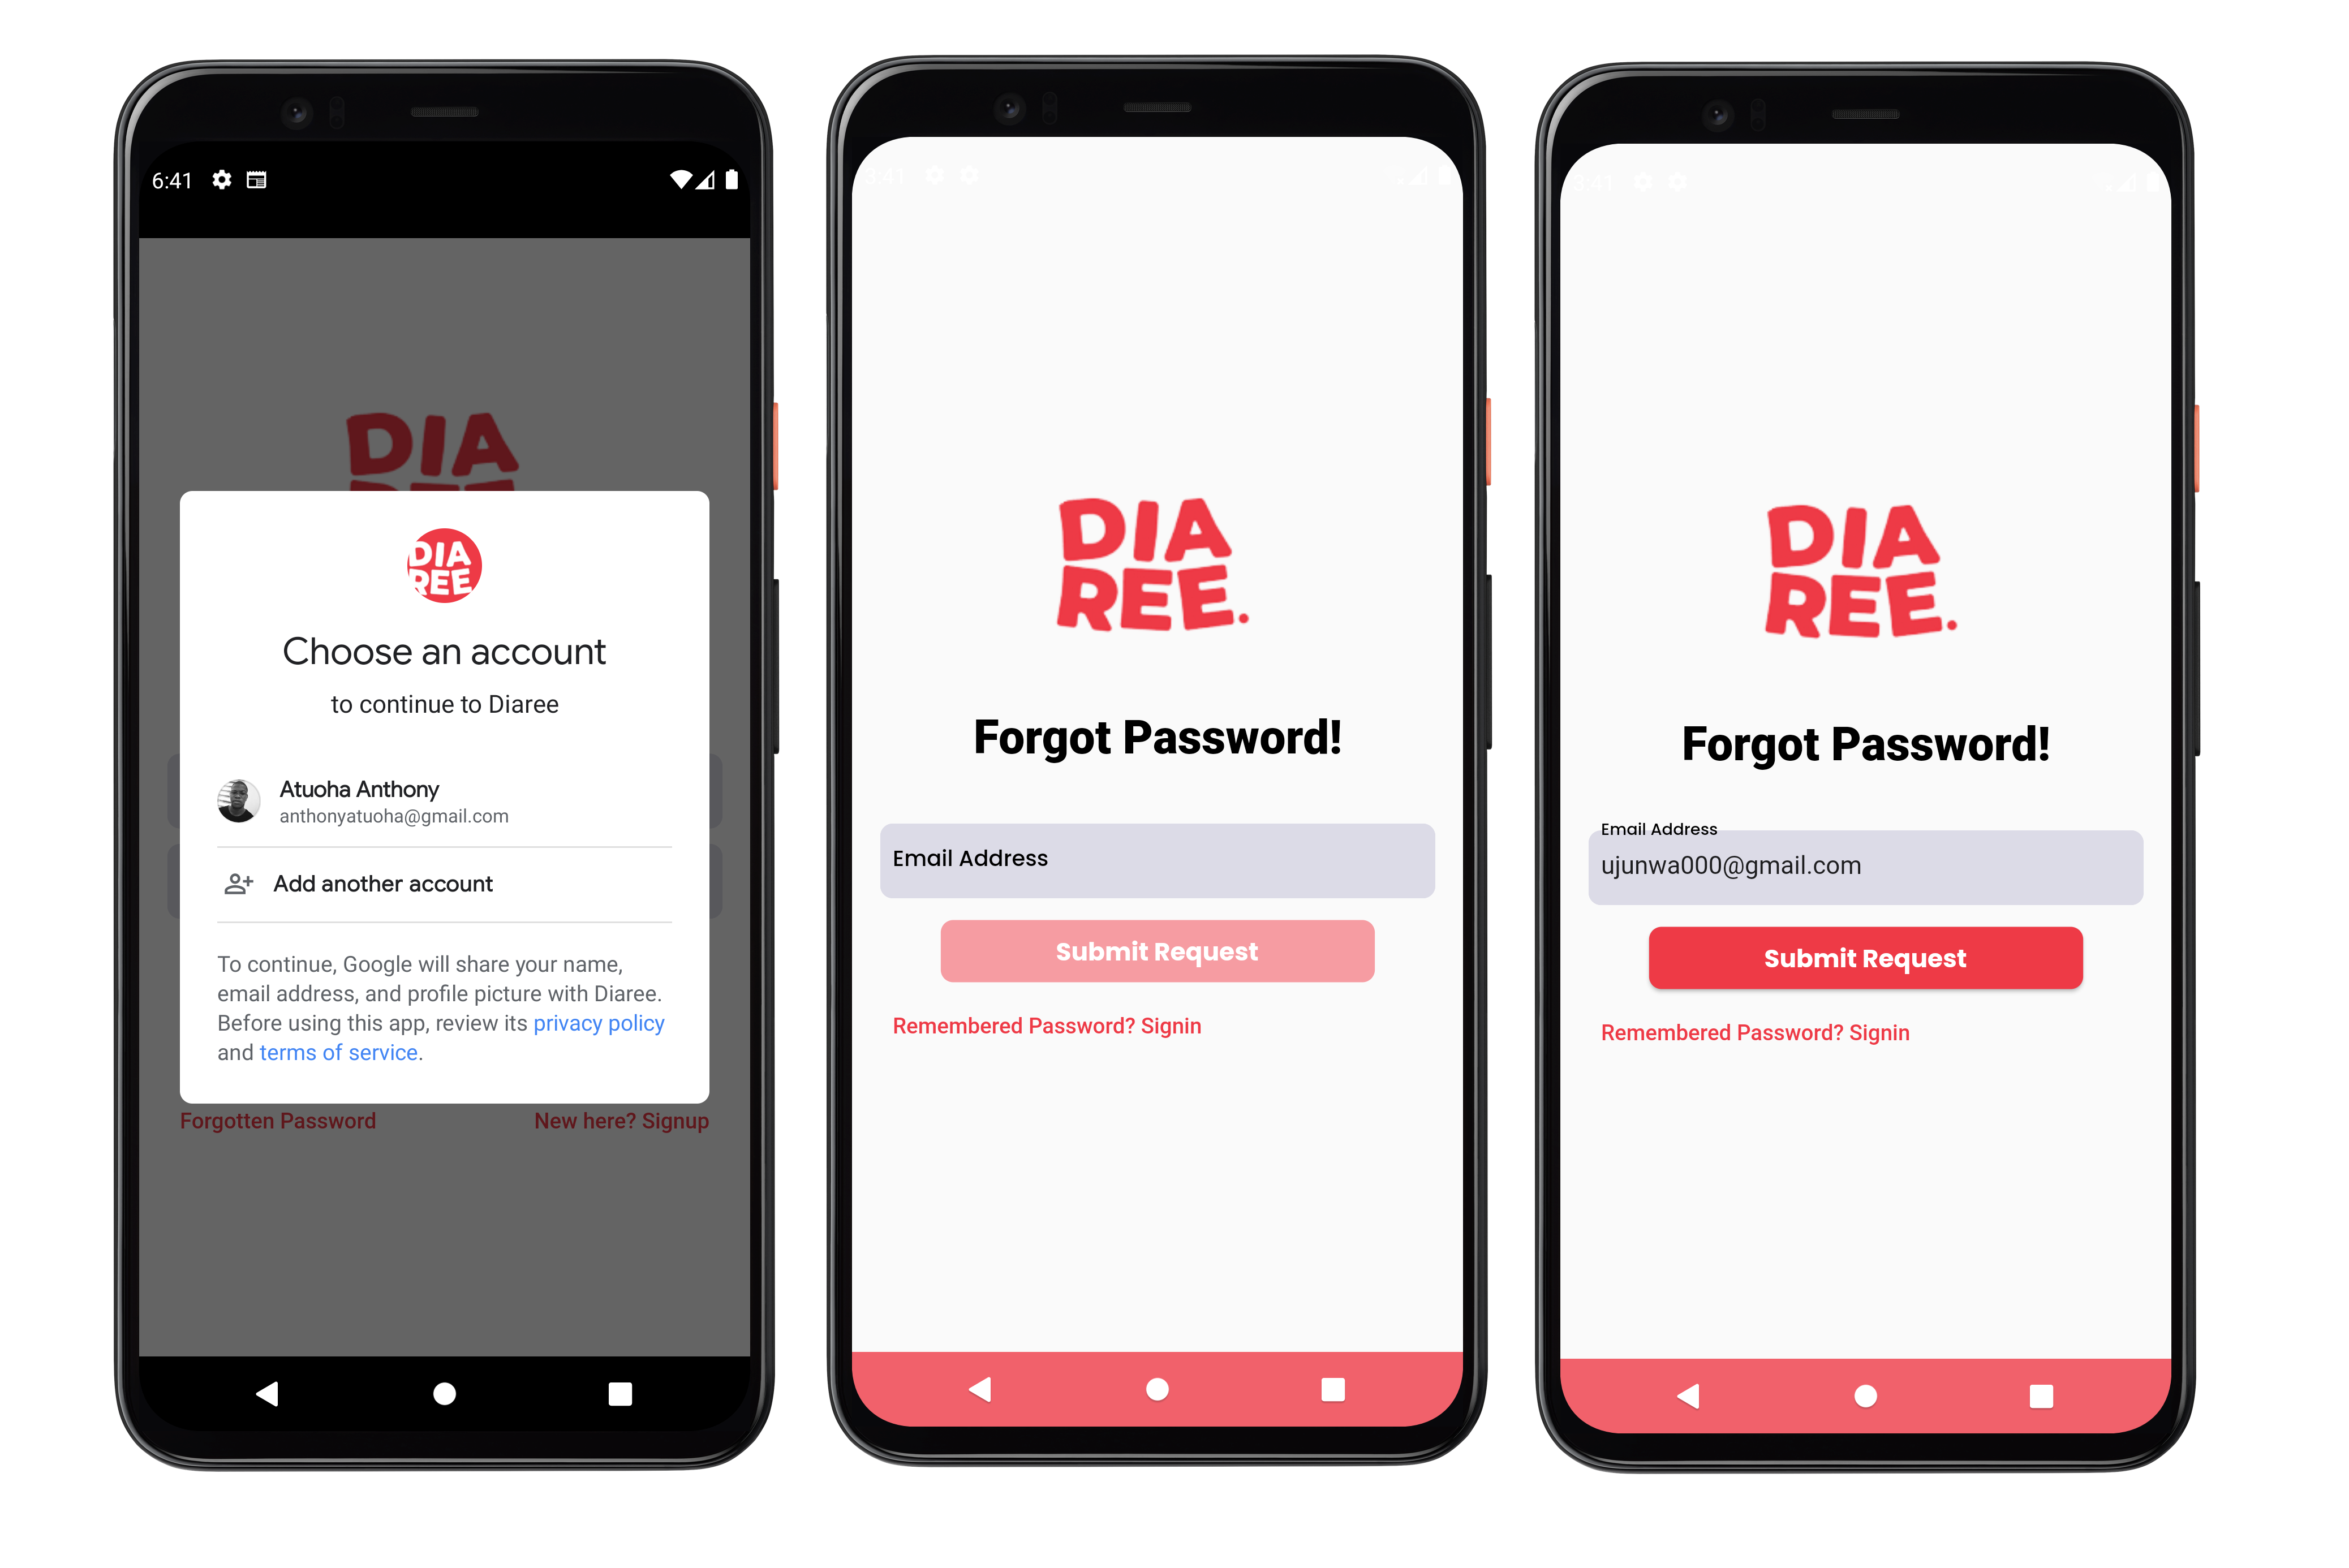 6:41
DIA
DIA
REE
Choose an account
to continue to Diaree
Atuoha Anthony
anthonyatuoha@gmail.com
Add another account
To continue, Google will share your name,
email address, and profile picture with Diaree.
Before using this app, review its privacy policy
and terms of service.
Forgotten Password
New here? Signup
3:41
DIA
REE.
Forgot Password!
Email Address
Submit Request
Remembered Password? Signin
3:41
DIA
REE.
Forgot Password!
Email Address
ujunwa000@gmail.com
Submit Request
Remembered Password? Signin